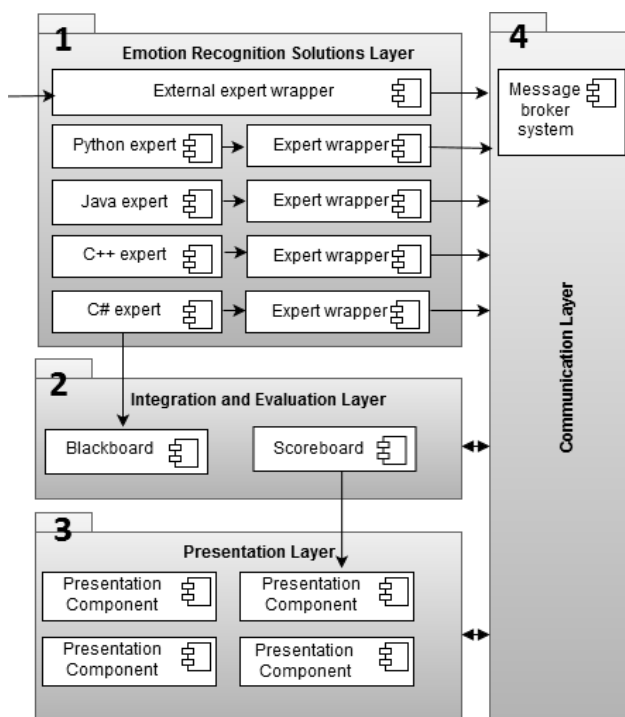 1
Emotion Recognition Solutions Layer
External expert wrapper
Python expert
Expert wrapper
Java expert
Expert wrapper
C++ expert
Expert wrapper
C# expert
Expert wrapper
2
Integration and Evaluation Layer
Blackboard
Scoreboard
3
Presentation Layer
Presentation
Component
Presentation
Component
Presentation
Component
Presentation
Component
4
Message
broker
system
Communication Layer